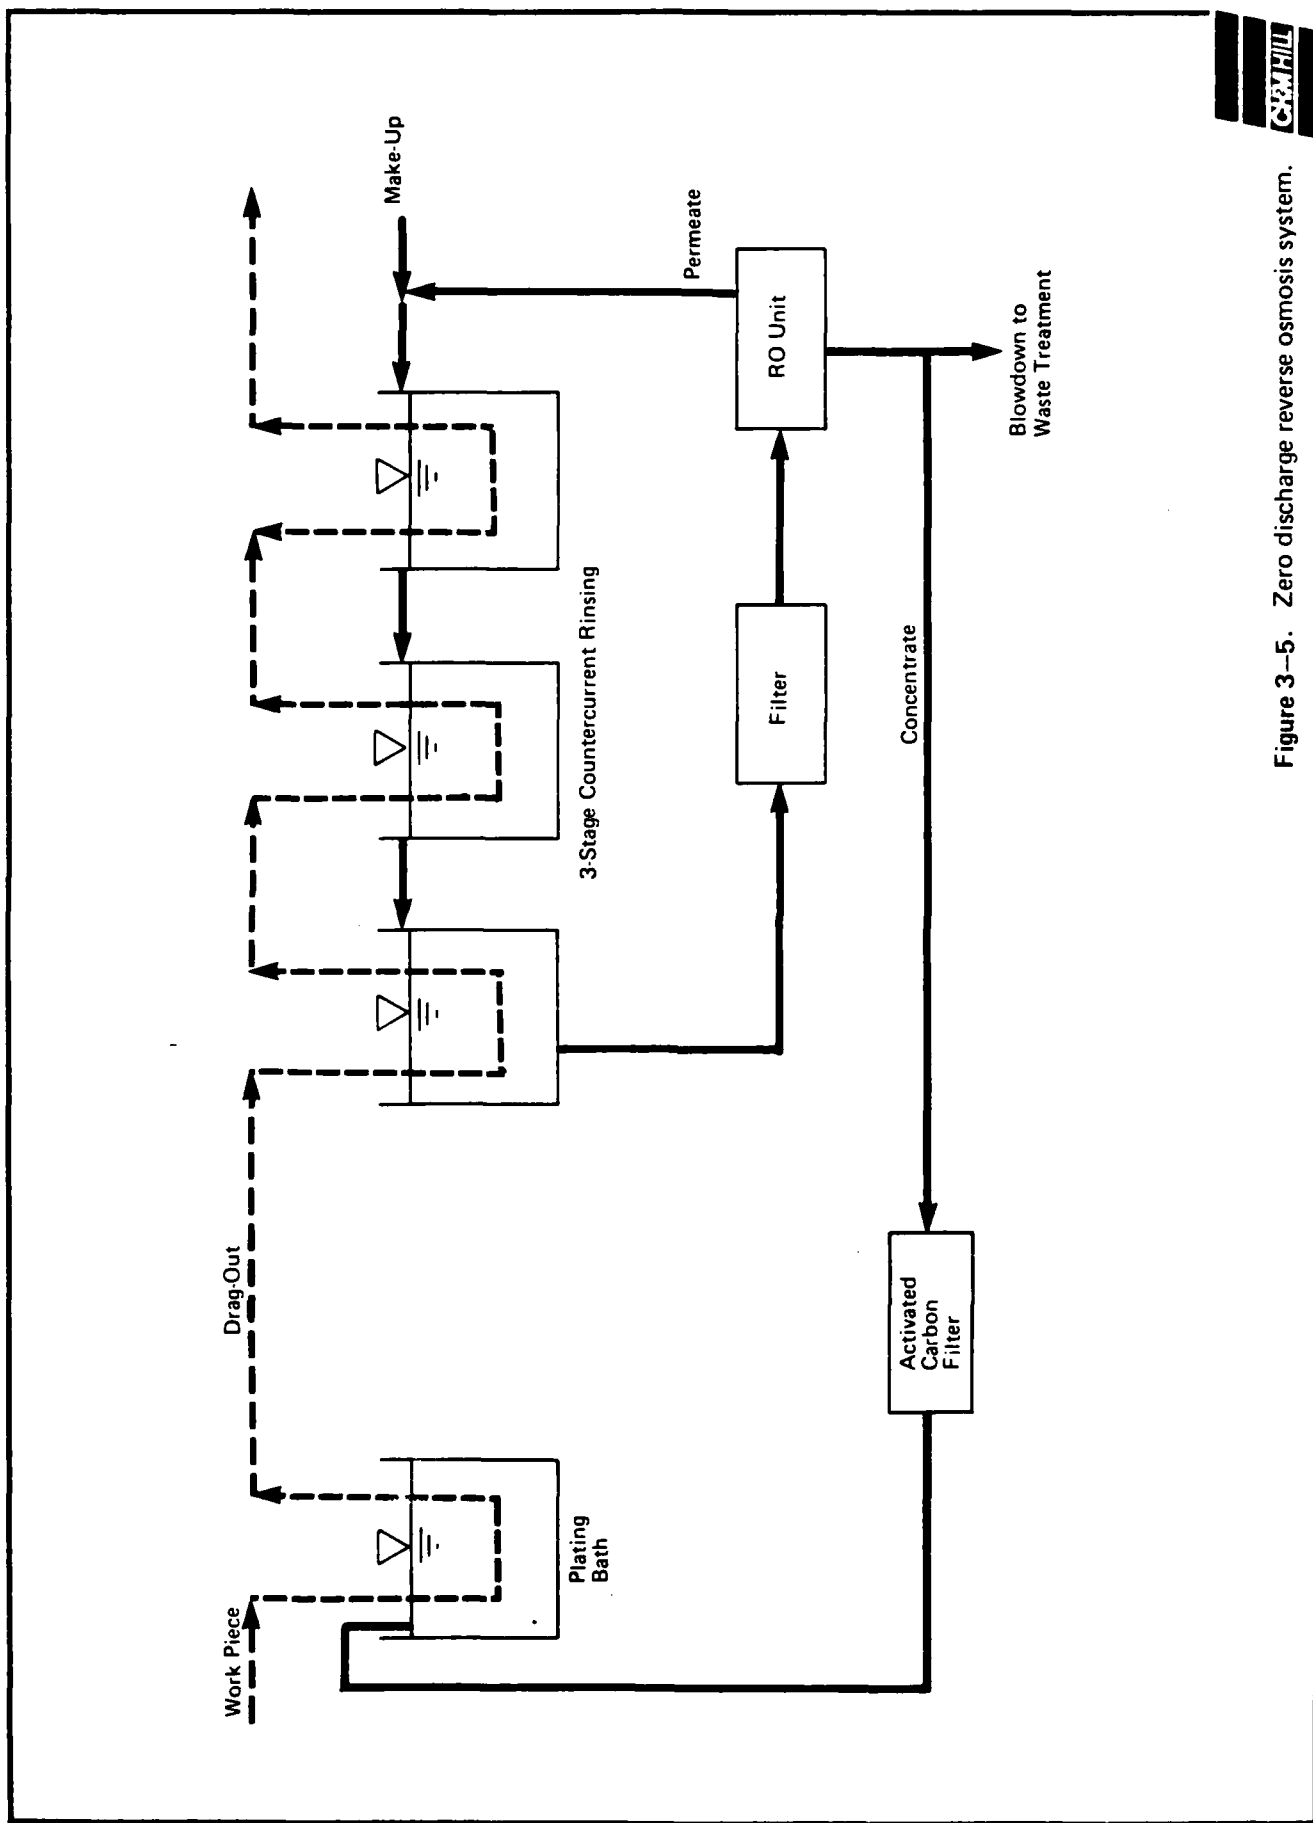 Work Piece
Drag-Out
Make-Up
Plating
Bath
3-Stage Countercurrent Rinsing
Permeate
Filter
RO Unit
Activated
Carbon
Filter
Concentrate
Blowdown to
Waste Treatment
Figure 3–5. Zero discharge reverse osmosis system.
CH2M HILL